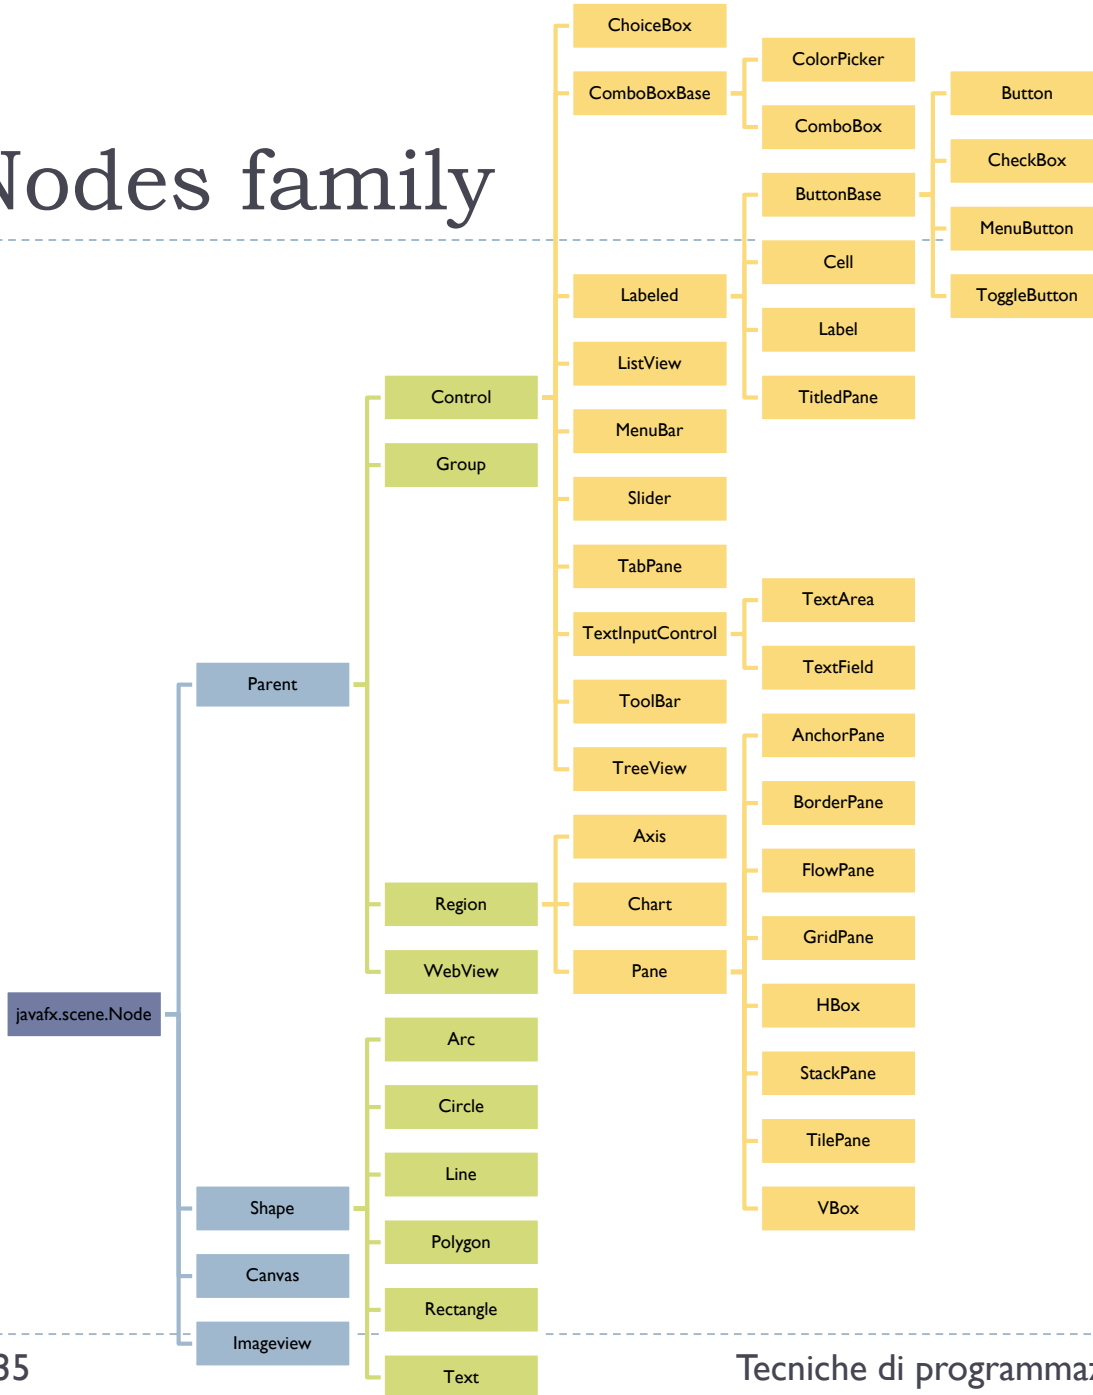 Nodes family
ChoiceBox
ComboBoxBase
ColorPicker
ComboBox
Button
CheckBox
MenuButton
ToggleButton
ButtonBase
Cell
Label
TitledPane
Labeled
ListView
MenuBar
Slider
TabPane
TextInputControl
ToolBar
TreeView
TextArea
TextField
Control
Group
Region
WebView
Axis
Chart
Pane
AnchorPane
BorderPane
FlowPane
GridPane
HBox
StackPane
TilePane
VBox
Parent
javafx.scene.Node
Shape
Canvas
Imageview
Arc
Circle
Line
Polygon
Rectangle
Text
35
Tecniche di programmaz